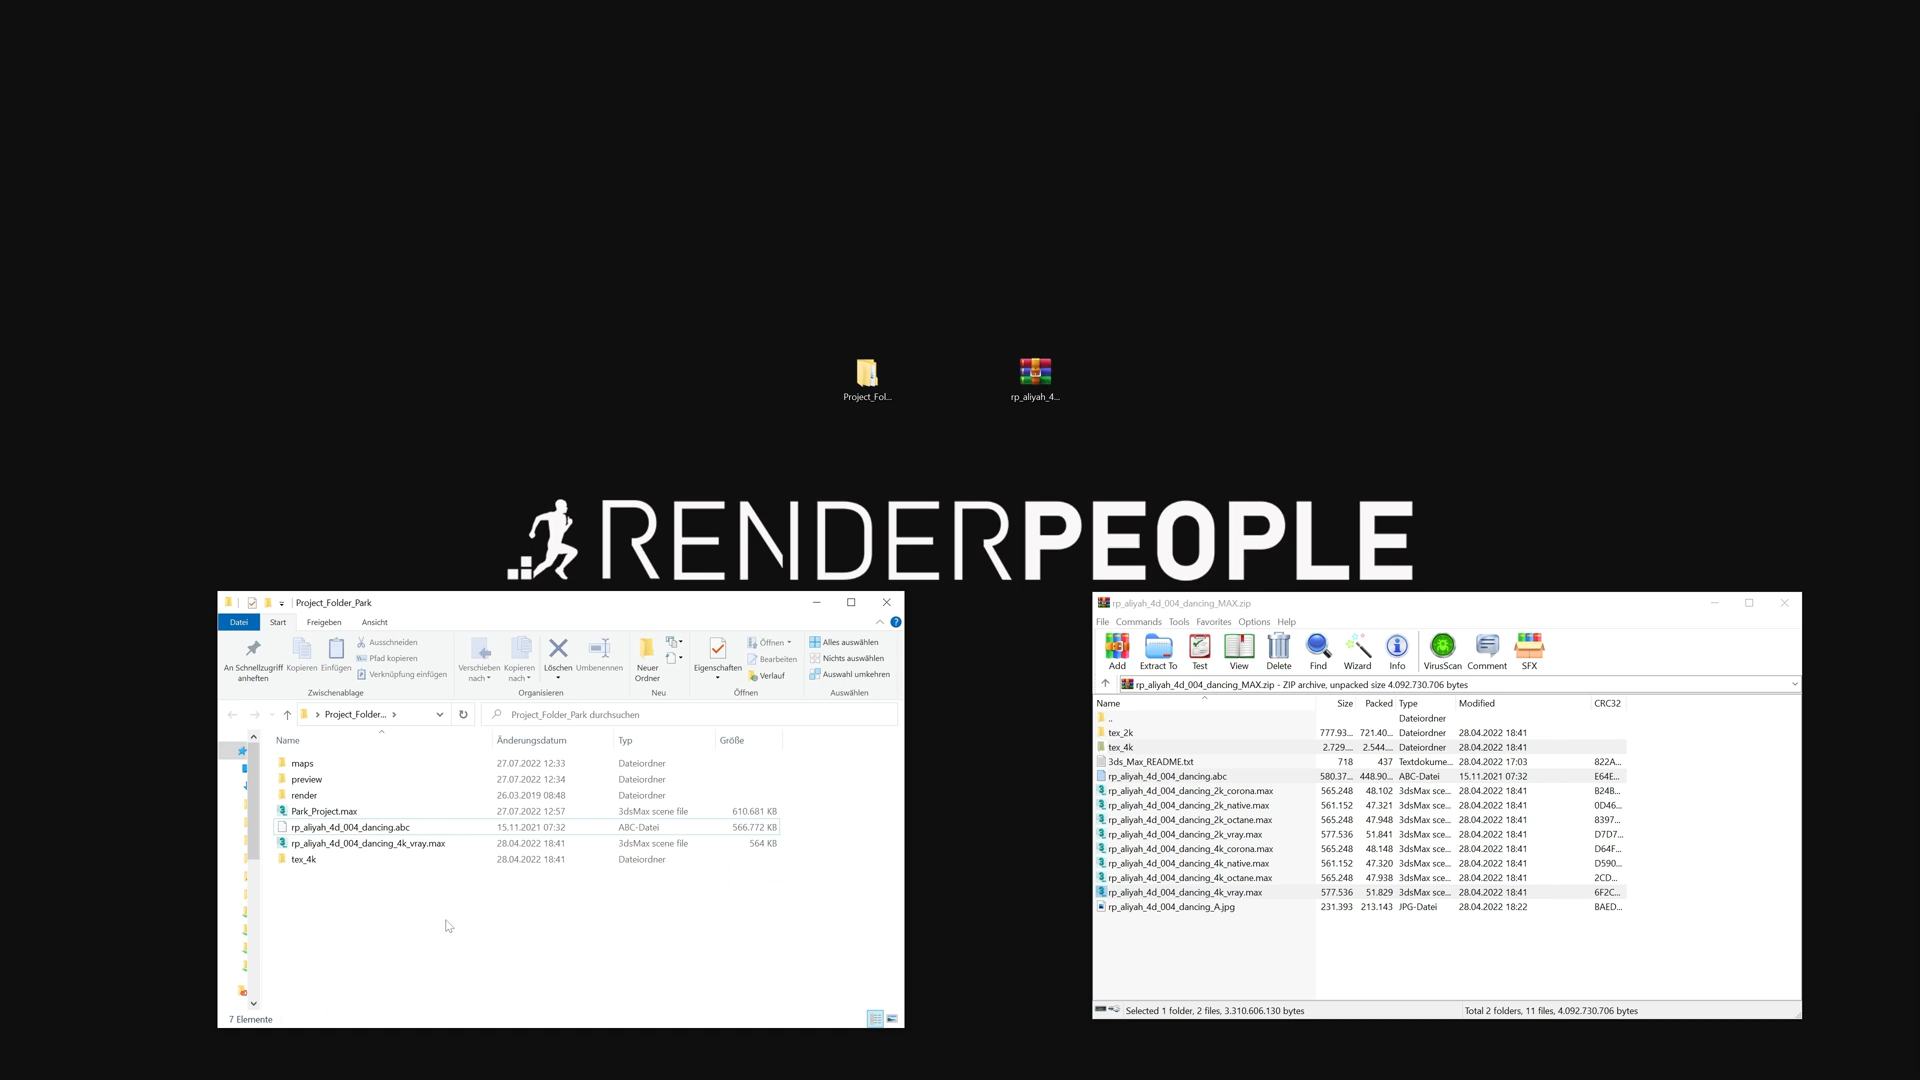 Project_Fol...
rp_aliyah_4...
RENDERPEOPLE
Project_Folder_Park
Datei Start Freigeben Ansicht
An Schnellzugriff anheften
Kopieren
Einfügen
Ausschneiden
Pfad kopieren
Verknüpfung einfügen
Zwischenablage
Verschieben nach
Kopieren nach
Löschen
Umbenennen
Organisieren
Neuer Ordner
Neu
Eigenschaften
Öffnen
Bearbeiten
Verlauf
Öffnen
Alles auswählen
Nichts auswählen
Auswahl umkehren
Auswählen
Project_Folder...
Project_Folder_Park durchsuchen
Name Änderungsdatum Typ Größe
maps 27.07.2022 12:33 Dateiordner
preview 27.07.2022 12:34 Dateiordner
render 26.03.2019 08:48 Dateiordner
Park_Project.max 27.07.2022 12:57 3dsMax scene file 610.681 KB
rp_aliyah_4d_004_dancing.abc 15.11.2021 07:32 ABC-Datei 566.772 KB
rp_aliyah_4d_004_dancing_4k_vray.max 28.04.2022 18:41 3dsMax scene file 564 KB
tex_4k 28.04.2022 18:41 Dateiordner
7 Elemente
rp_aliyah_4d_004_dancing_MAX.zip
File Commands Tools Favorites Options Help
Add Extract To Test View Delete Find Wizard Info VirusScan Comment SFX
rp_aliyah_4d_004_dancing_MAX.zip - ZIP archive, unpacked size 4.092.730.706 bytes
Name Size Packed Type Modified CRC32
.. Dateiordner
tex_2k 777.93... 721.40... Dateiordner 28.04.2022 18:41
tex_4k 2.729.... 2.544.... Dateiordner 28.04.2022 18:41
3ds_Max_README.txt 718 437 Textdokume... 28.04.2022 17:03 822A...
rp_aliyah_4d_004_dancing.abc 580.37... 448.90... ABC-Datei 15.11.2021 07:32 E64E...
rp_aliyah_4d_004_dancing_2k_corona.max 565.248 48.102 3dsMax sce... 28.04.2022 18:41 B24B...
rp_aliyah_4d_004_dancing_2k_native.max 561.152 47.321 3dsMax sce... 28.04.2022 18:41 0D46...
rp_aliyah_4d_004_dancing_2k_octane.max 565.248 47.948 3dsMax sce... 28.04.2022 18:41 8397...
rp_aliyah_4d_004_dancing_2k_vray.max 577.536 51.841 3dsMax sce... 28.04.2022 18:41 D7D7...
rp_aliyah_4d_004_dancing_4k_corona.max 565.248 48.148 3dsMax sce... 28.04.2022 18:41 D64F...
rp_aliyah_4d_004_dancing_4k_native.max 561.152 47.320 3dsMax sce... 28.04.2022 18:41 D590...
rp_aliyah_4d_004_dancing_4k_octane.max 565.248 47.938 3dsMax sce... 28.04.2022 18:41 2CD...
rp_aliyah_4d_004_dancing_4k_vray.max 577.536 51.829 3dsMax sce... 28.04.2022 18:41 6F2C...
rp_aliyah_4d_004_dancing_A.jpg 231.393 213.143 JPG-Datei 28.04.2022 18:22 BAED...
Selected 1 folder, 2 files, 3.310.606.130 bytes
Total 2 folders, 11 files, 4.092.730.706 bytes